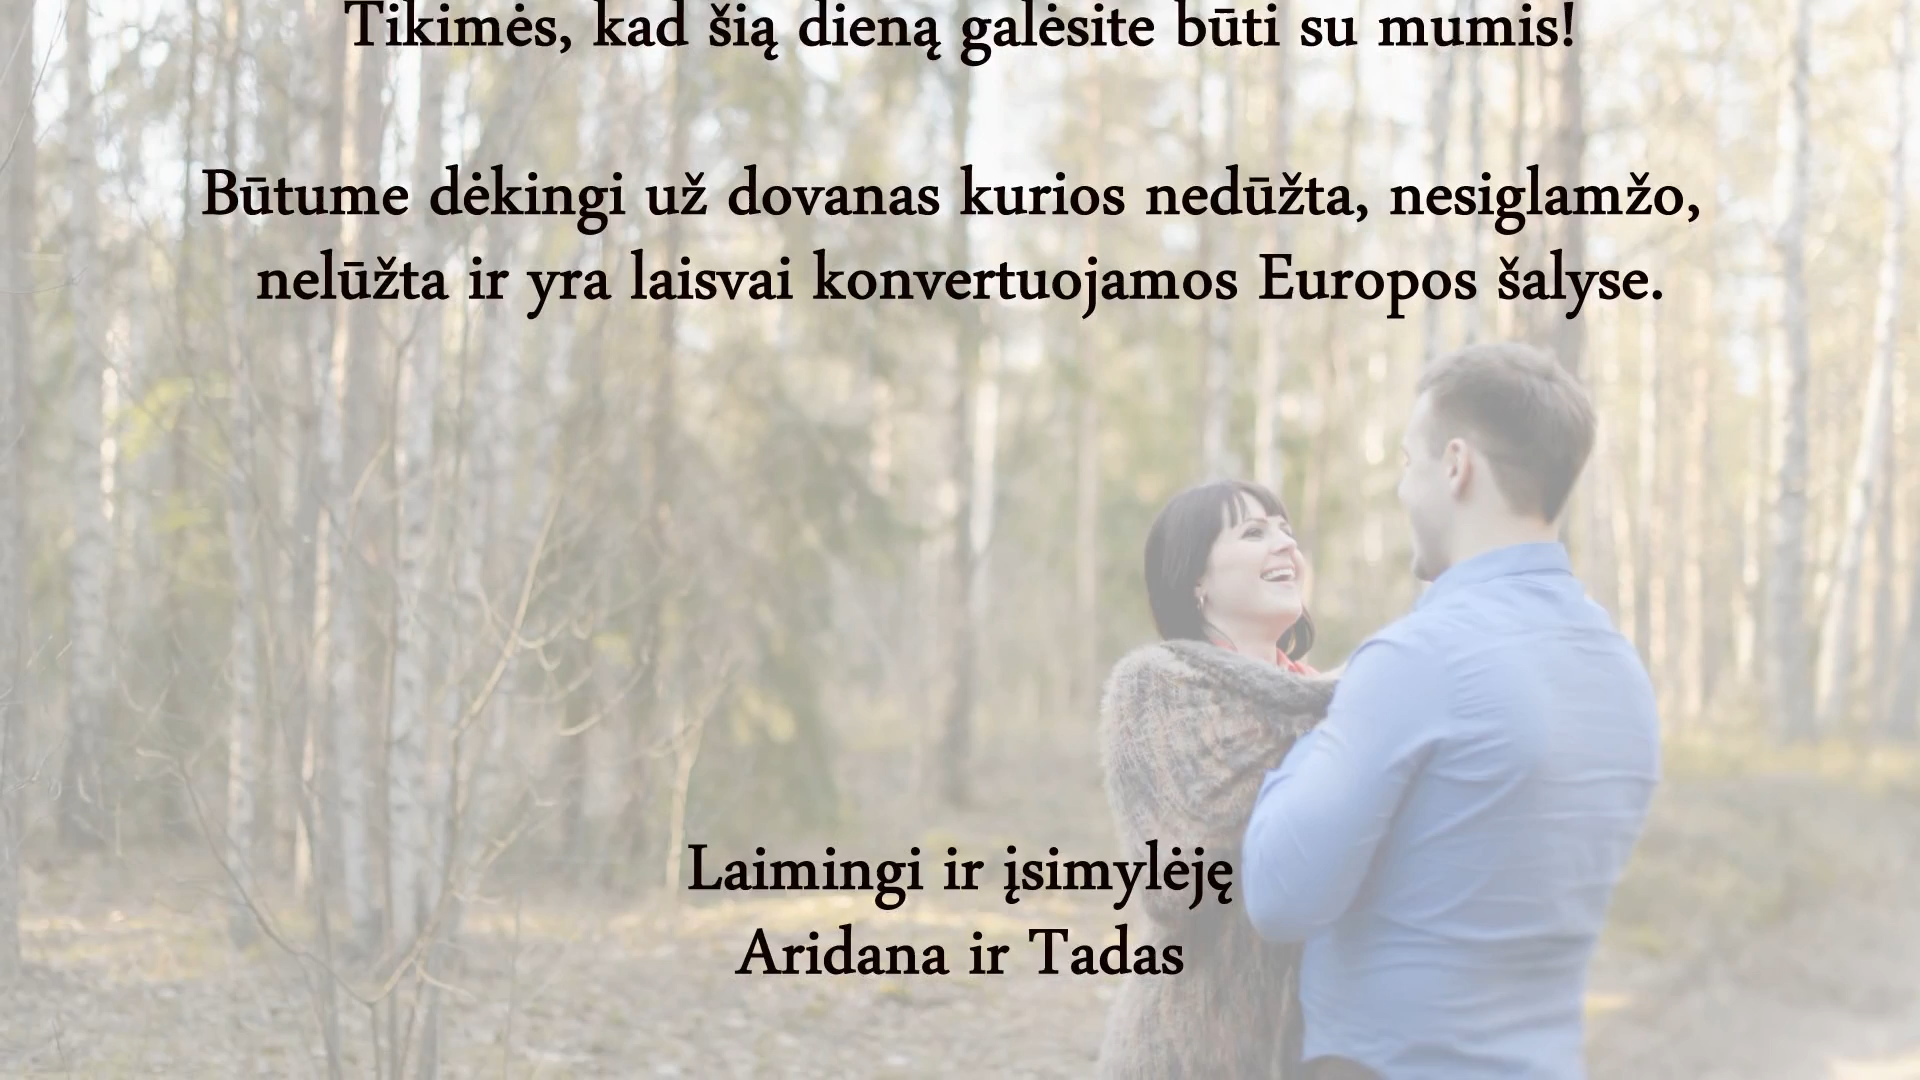 Tikimės, kad šią dieną galėsite būti su mumis!
Būtume dėkingi už dovanas kurios nedūžta, nesiglamžo,
nelūžta ir yra laisvai konvertuojamos Europos šalyse.
Laimingi ir įsimylėję
Aridana ir Tadas